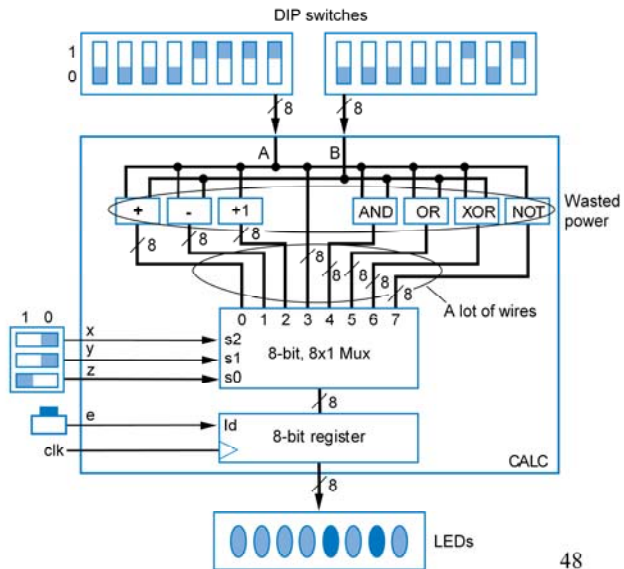 DIP switches
1
0
8
8
A
B
+
-
+1
AND
OR
XOR
NOT
Wasted
power
8
8
8
8
8
8
8
8
A lot of wires
0 1 2 3 4 5 6 7
1 0
x
s2
y
s1
8-bit, 8x1 Mux
z
s0
8
e
ld
8-bit register
clk
CALC
8
LEDs
48